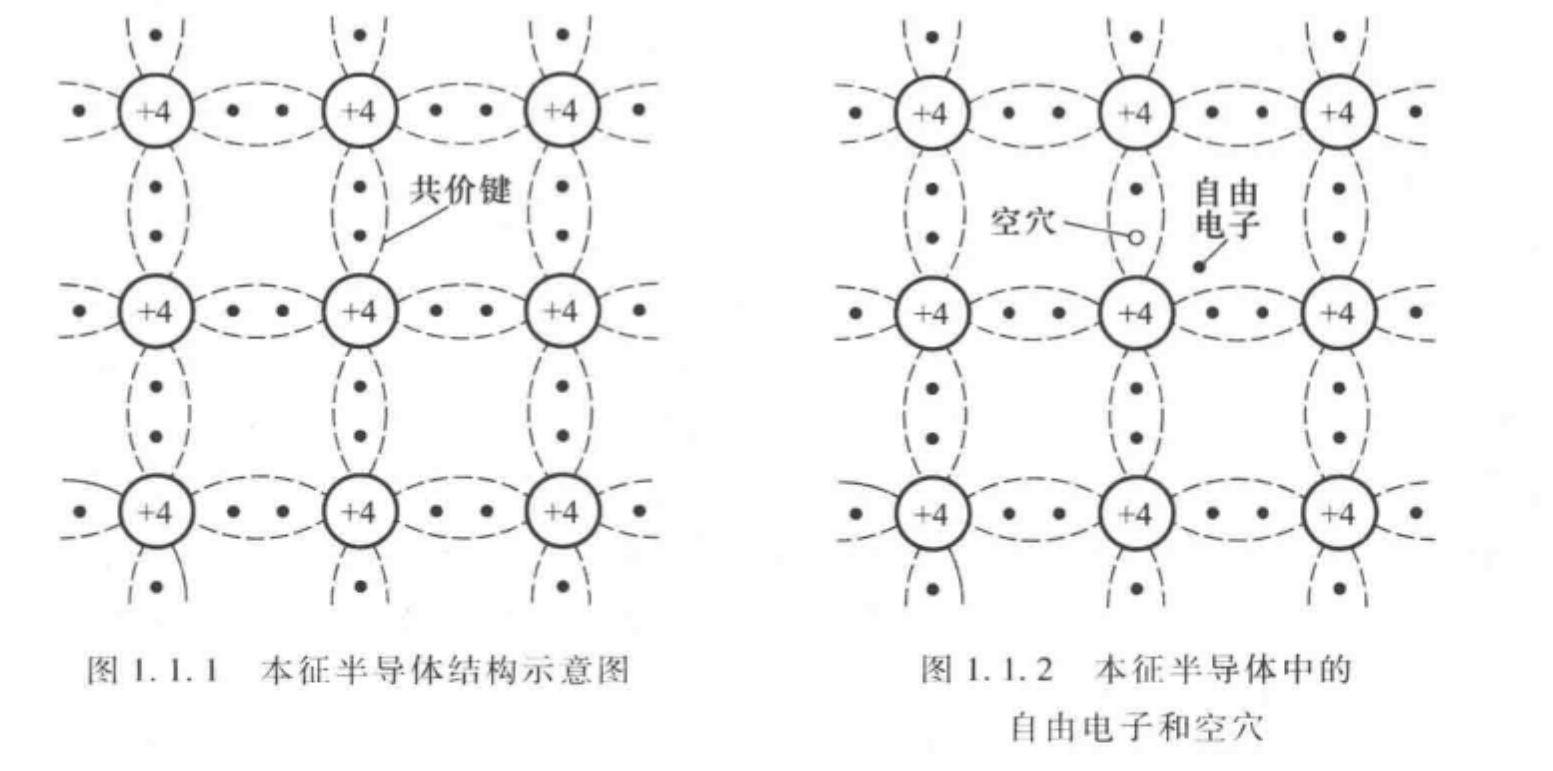 +4 +4 +4
共价键
+4 +4 +4
+4 +4 +4
图 1.1.1 本征半导体结构示意图
+4 +4 +4
自由
电子
空穴
+4 +4 +4
+4 +4 +4
图 1.1.2 本征半导体中的
自由电子和空穴